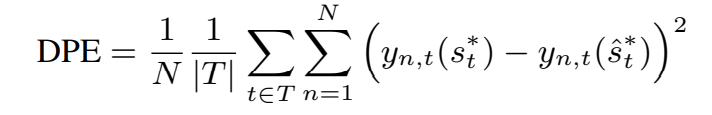 DPE = \frac{1}{N} \frac{1}{|T|} \sum_{t \in T} \sum_{n=1}^{N} \left( y_{n,t}(s_t^*) - y_{n,t}(\hat{s}_t^*) \right)^2